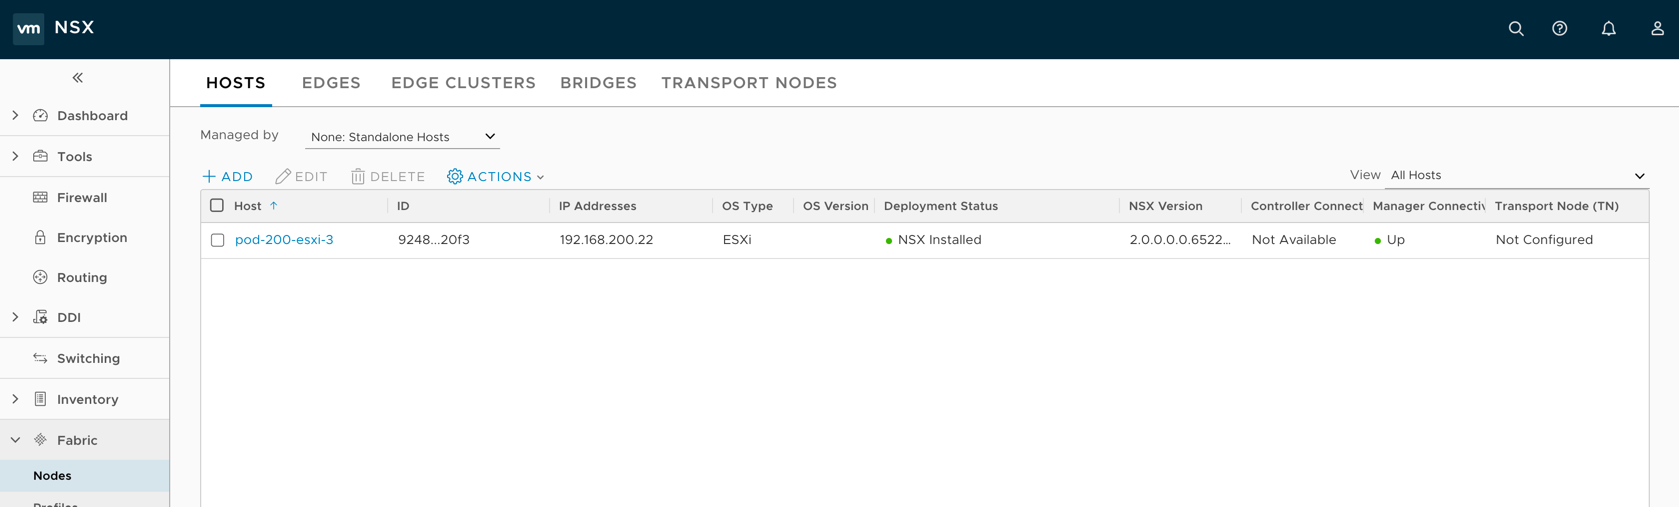 vm NSX
HOSTS EDGES EDGE CLUSTERS BRIDGES TRANSPORT NODES
Dashboard
Tools
Firewall
Encryption
Routing
DDI
Switching
Inventory
Fabric
Nodes
Profiles
Managed by None: Standalone Hosts
ADD EDIT DELETE ACTIONS View All Hosts
Host ID IP Addresses OS Type OS Version Deployment Status NSX Version Controller Connect Manager Connectiv Transport Node (TN)
pod-200-esxi-3 9248...20f3 192.168.200.22 ESXi NSX Installed 2.0.0.0.0.6522... Not Available Up Not Configured